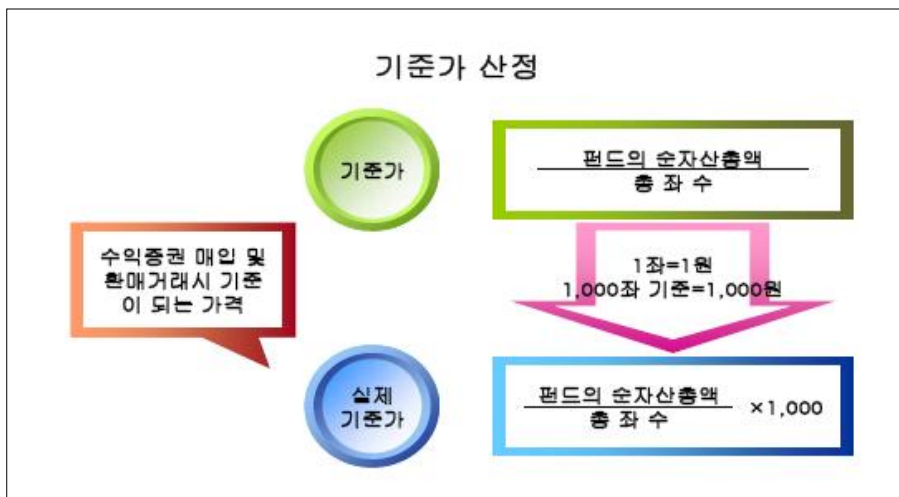 기준가 산정
기준가
펀드의 순자산총액
총 좌 수
수익증권 매입 및
환매거래시 기준
이 되는 가격
1좌=1원
1,000좌 기준=1,000원
실제
기준가
펀드의 순자산총액
총 좌 수
×1,000